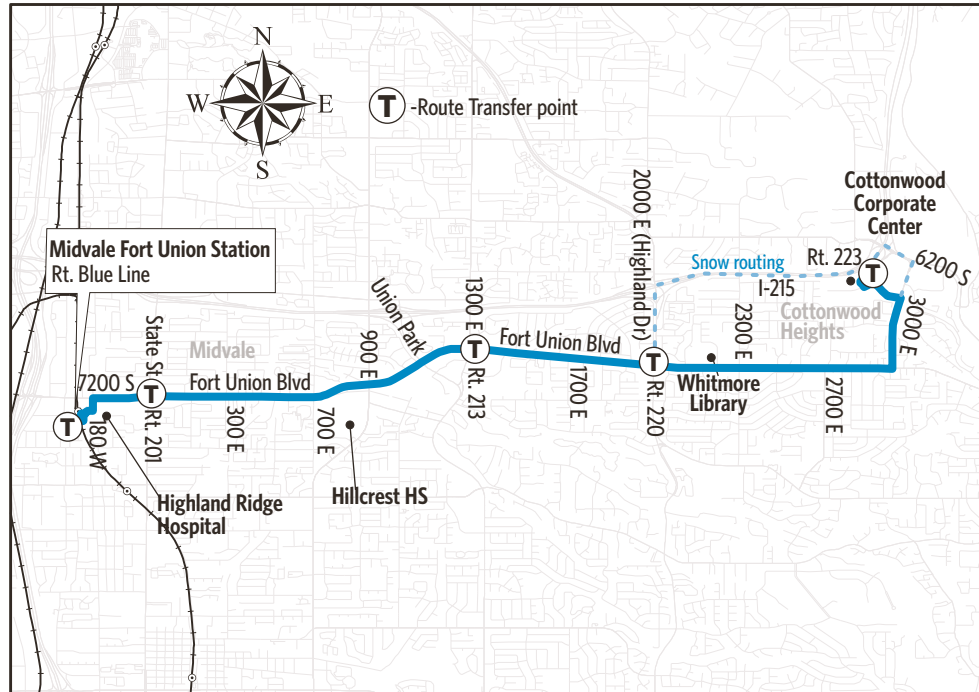 N
W
E
S
T
-Route Transfer point
Cottonwood
Corporate
Center
2000 E (Highland Dr)
Midvale Fort Union Station
Rt. Blue Line
Snow routing
Rt. 223
T
6200 S
I-215
Cottonwood
Heights
3000 E
1300 E
Union Park
900 E
State St
Midvale
7200 S
Fort Union Blvd
T
Rt. 201
T
180 W
300 E
700 E
T
Rt. 213
Fort Union Blvd
1700 E
T
Rt. 220
2300 E
Whitmore
Library
2700 E
Highland Ridge
Hospital
Hillcrest HS